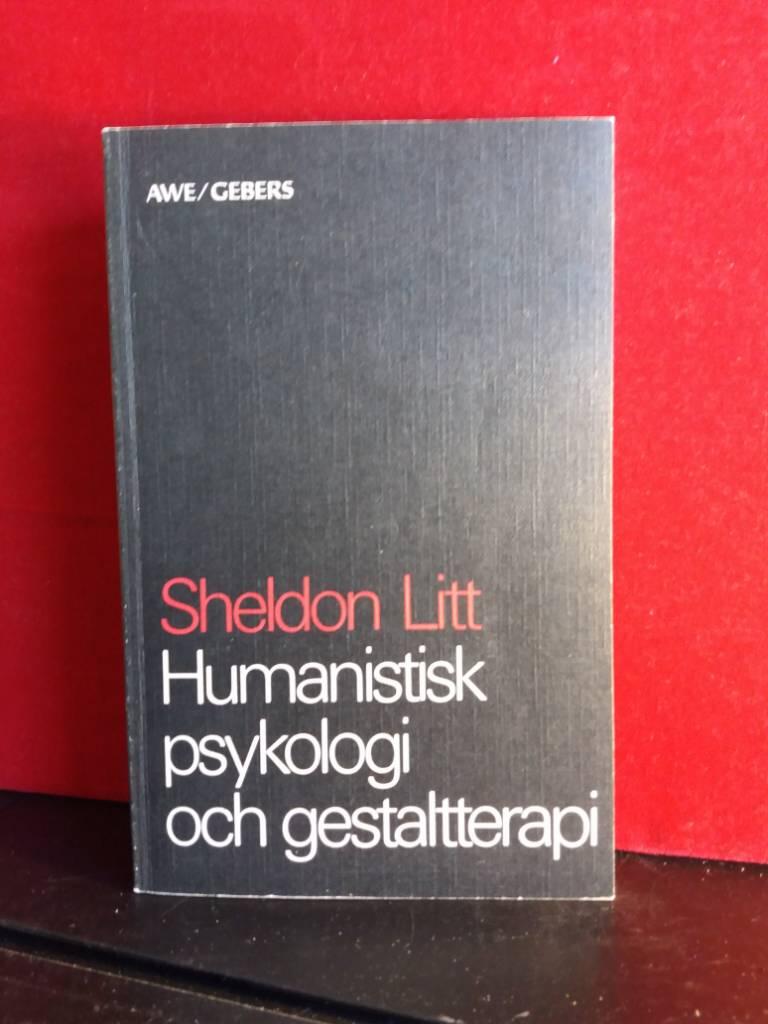 AWE/GEBERS
Sheldon Litt
Humanistisk
psykologi
och gestaltterapi